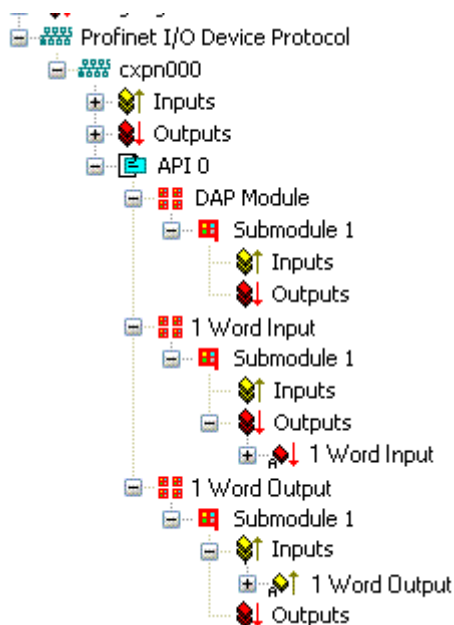 Profinet I/O Device Protocol
cxpn000
Inputs
Outputs
API 0
DAP Module
Submodule 1
Inputs
Outputs
1 Word Input
Submodule 1
Inputs
Outputs
A 1 Word Input
1 Word Output
Submodule 1
Inputs
A 1 Word Output
Outputs